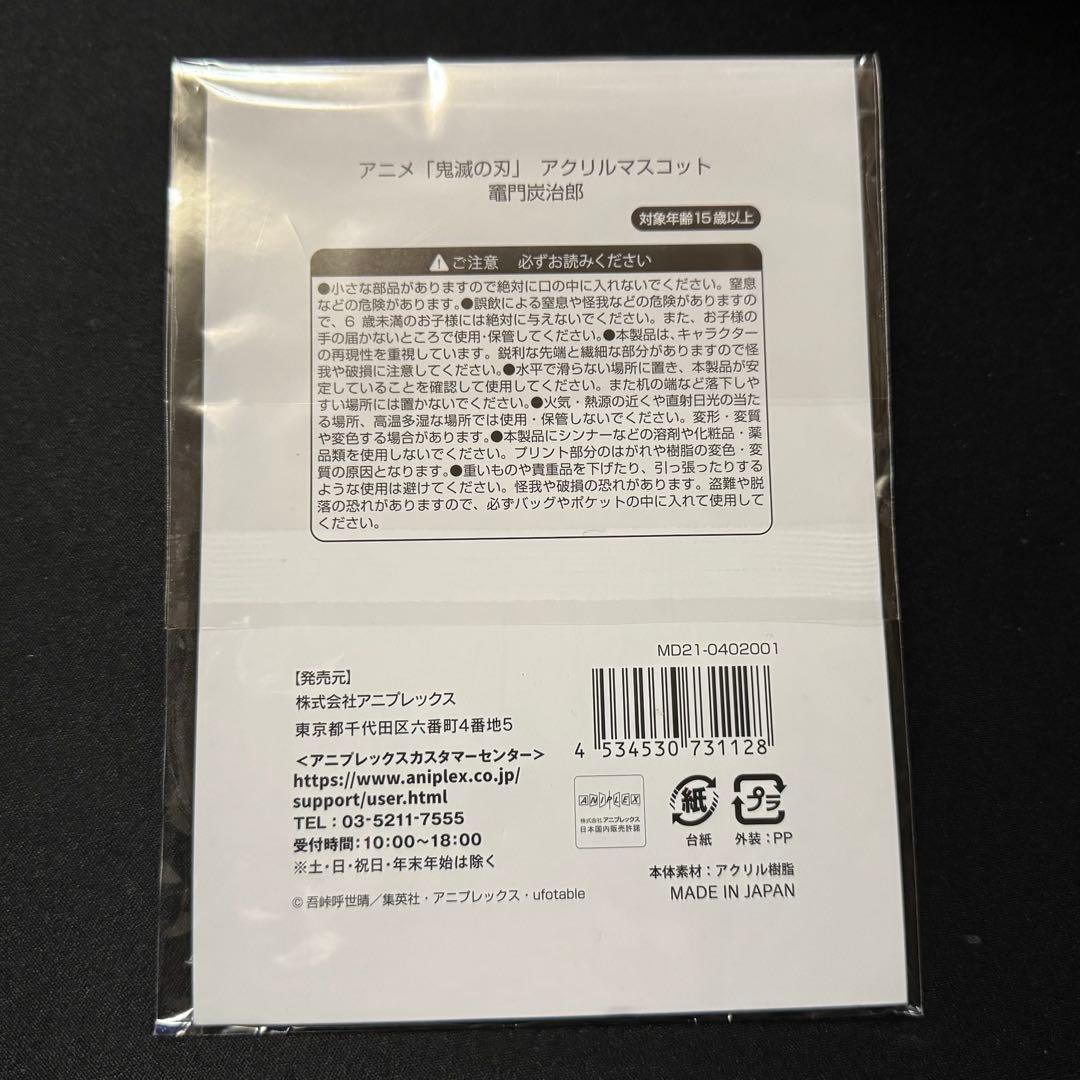 アニメ「鬼滅の刃」 アクリルマスコット
竈門炭治郎
対象年齢15歳以上
ご注意 必ずお読みください
●小さな部品がありますので絶対に口の中に入れないでください。窒息
などの危険があります。●誤飲による窒息や怪我などの危険がありますの
で、6 歳未満のお子様には絶対に与えないでください。また、お子様の
手の届かないところで使用・保管してください。●本製品は、キャラクター
の再現性を重視しています。鋭利な先端と繊細な部分がありますので怪
我や破損に注意してください。●水平で滑らない場所に置き、本製品が安
定していることを確認して使用してください。また机の端など落下しや
すい場所には置かないでください。●火気・熱源の近くや直射日光の当た
る場所、高温多湿な場所では使用・保管しないでください。変形・変質
や変色する場合があります。●本製品にシンナーなどの溶剤や化粧品・薬
品類を使用しないでください。プリント部分のはがれや樹脂の変色・変
質の原因となります。●重いものや貴重品を下げたり、引っ張ったりする
ような使用は避けてください。怪我や破損の恐れがあります。盗難や脱
落の恐れがありますので、必ずバッグやポケットの中に入れて使用して
ください。
MD21-0402001
4 534530 731128
【発売元】
株式会社アニプレックス
東京都千代田区六番町4番地5
＜アニプレックスカスタマーセンター＞
https://www.aniplex.co.jp/
support/user.html
TEL：03-5211-7555
受付時間：10:00〜18:00
※土・日・祝日・年末年始は除く
©吾峠呼世晴／集英社・アニプレックス・ufotable
ANIPLEX
株式会社アニプレックス
日本国内販売許諾
紙
台紙
プラ
外装：PP
本体素材：アクリル樹脂
MADE IN JAPAN